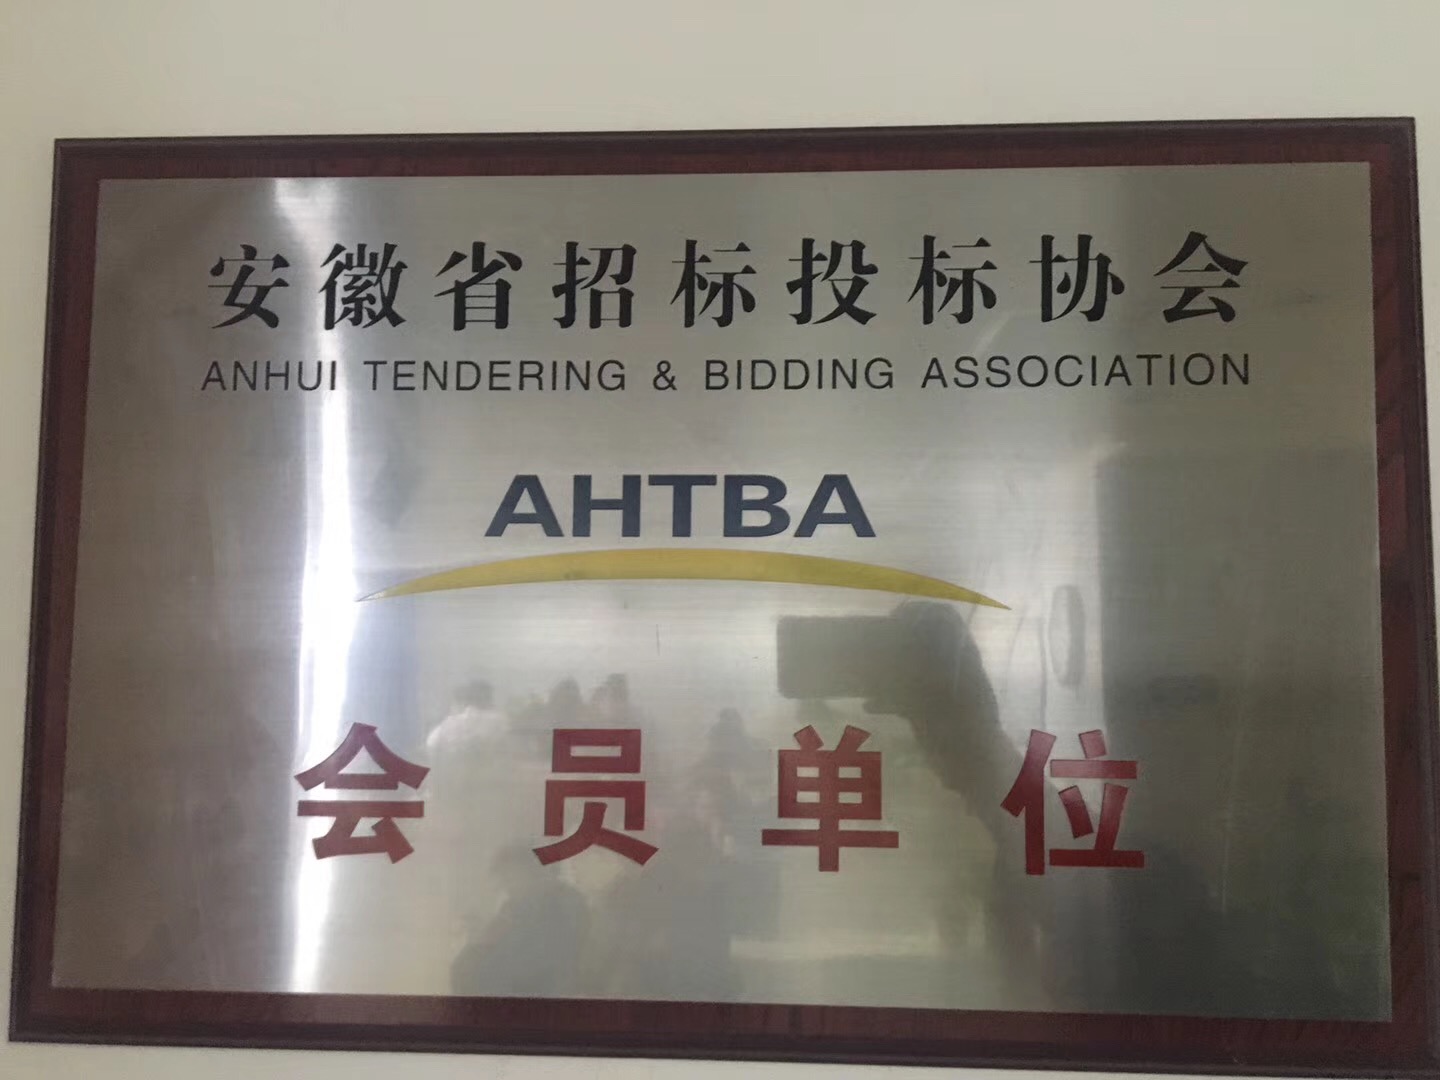 安徽省招标投标协会
ANHUI TENDERING & BIDDING ASSOCIATION
AHTBA
会员单位